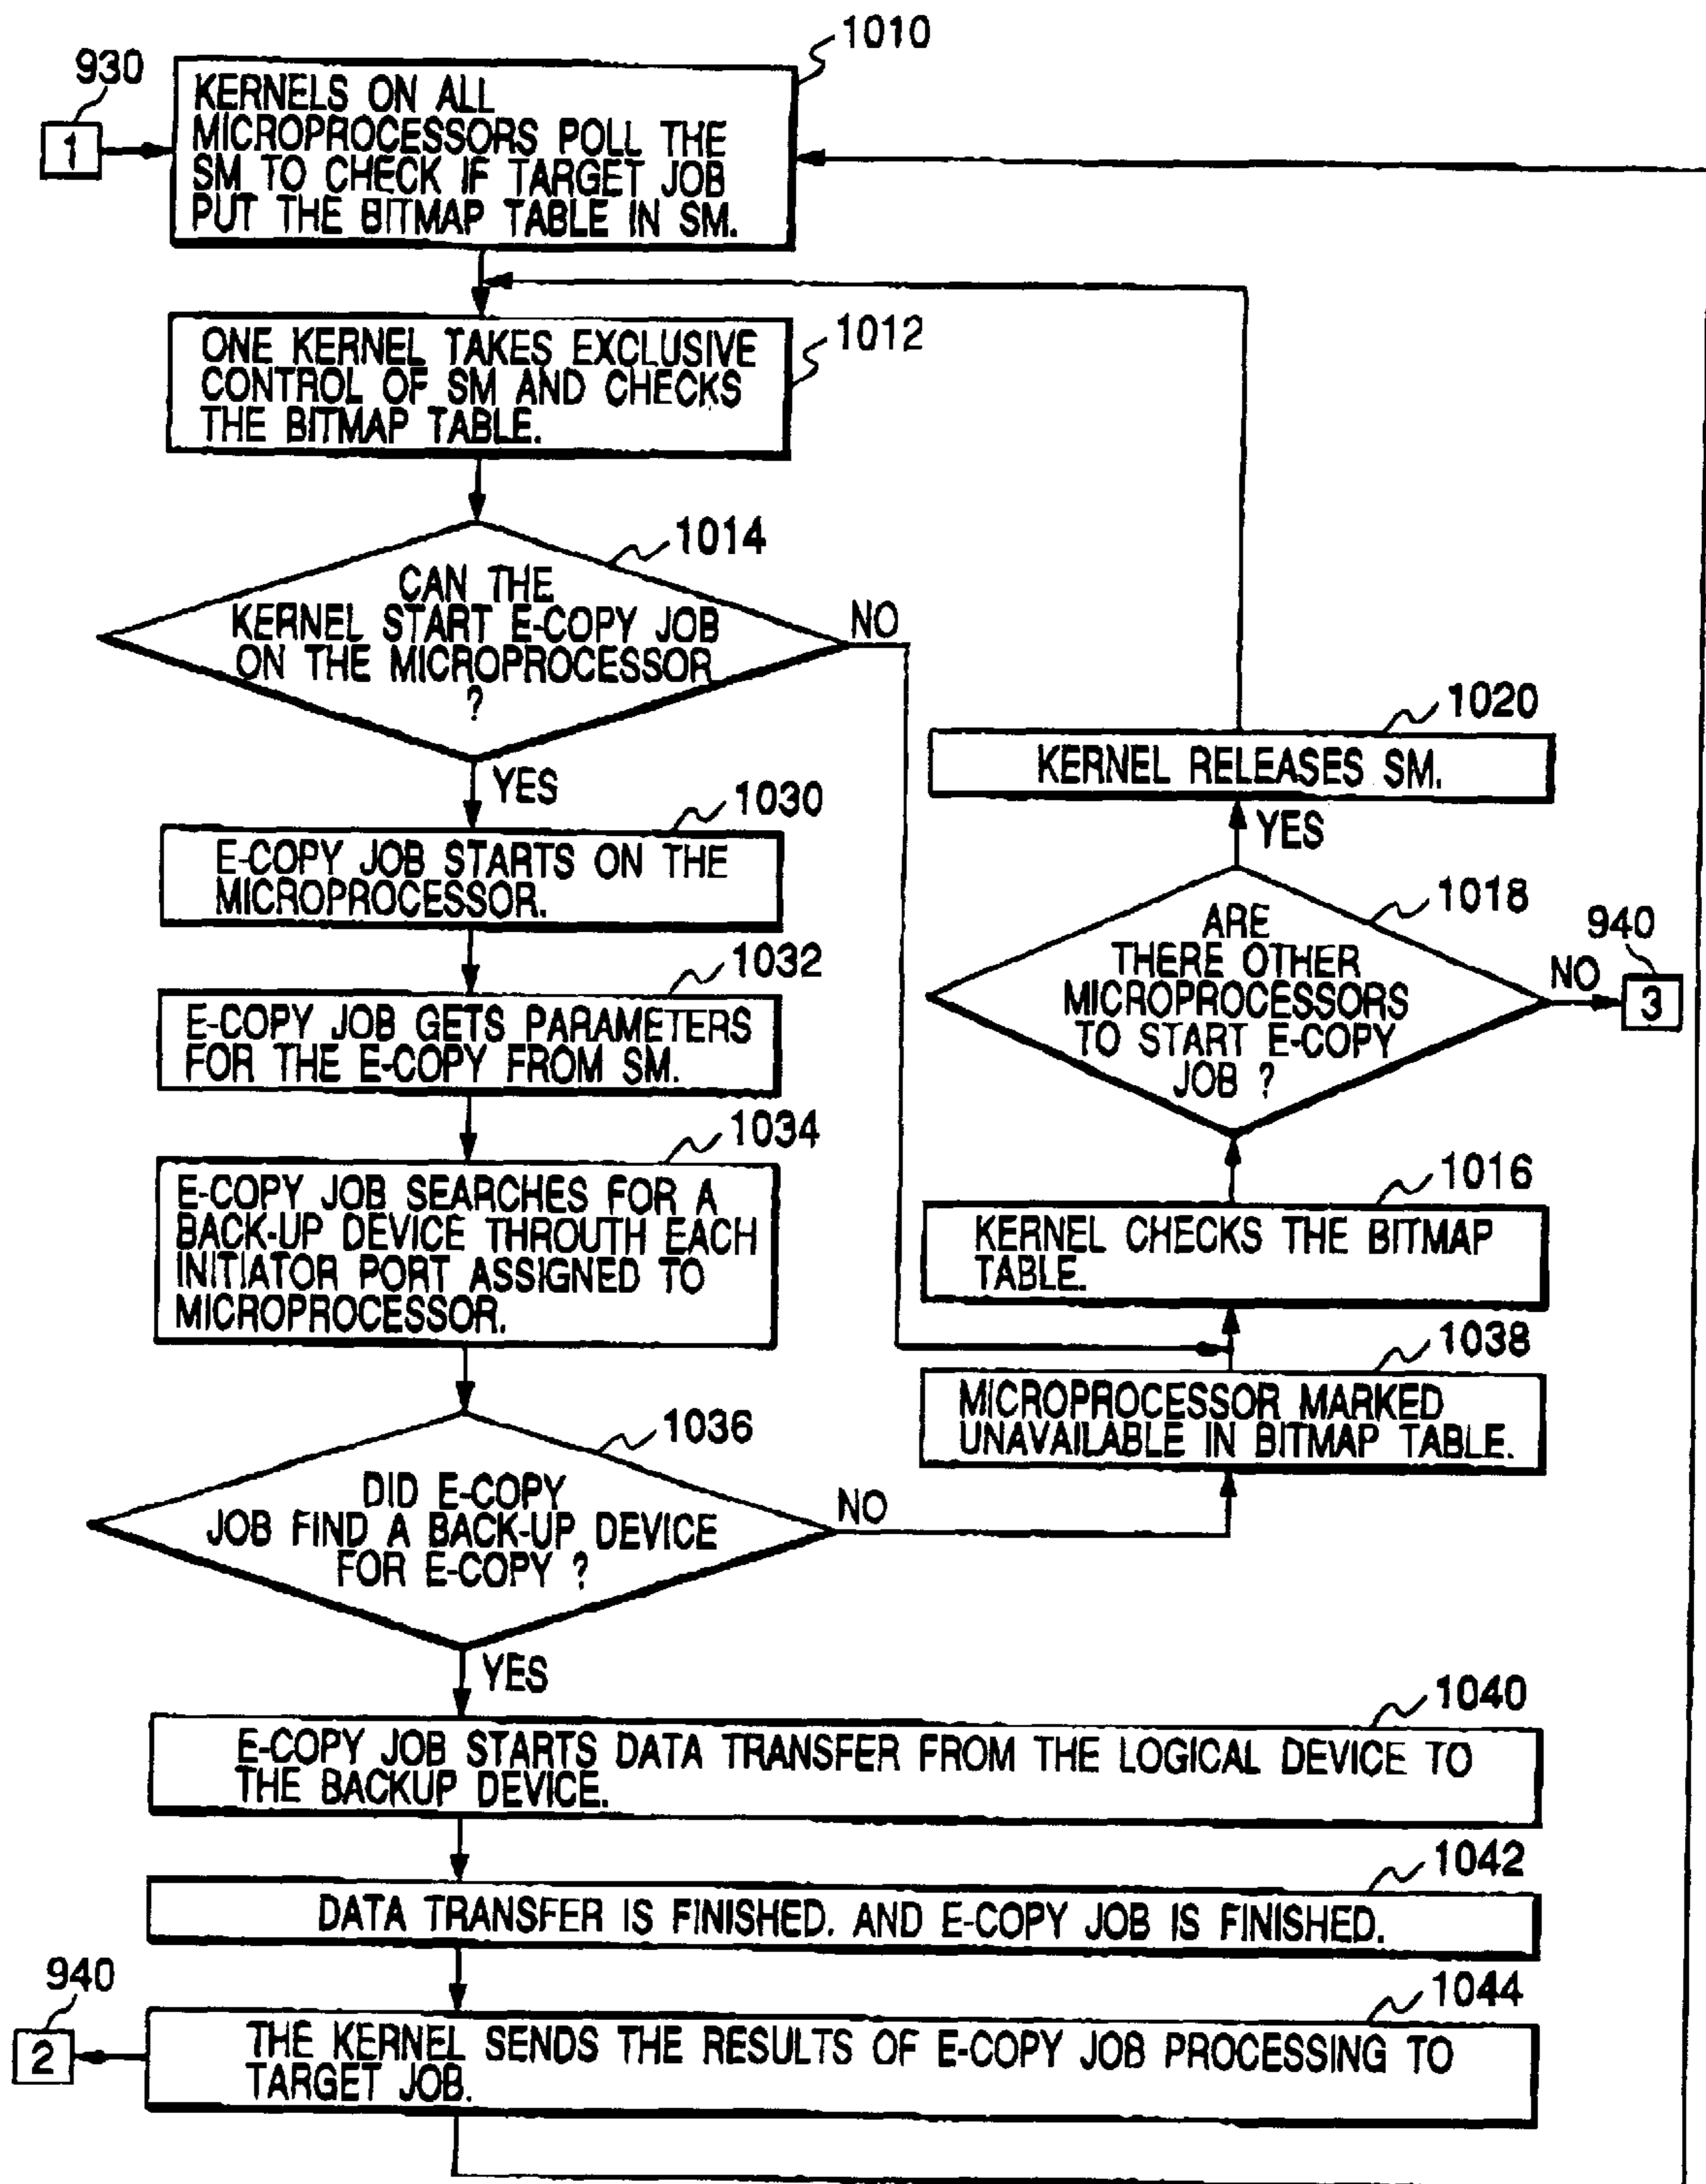 1010
930
1
KERNELS ON ALL
MICROPROCESSORS POLL THE
SM TO CHECK IF TARGET JOB
PUT THE BITMAP TABLE IN SM.
1012
ONE KERNEL TAKES EXCLUSIVE
CONTROL OF SM AND CHECKS
THE BITMAP TABLE.
1014
CAN THE
KERNEL START E-COPY JOB
ON THE MICROPROCESSOR
?
NO
YES
1030
E-COPY JOB STARTS ON THE
MICROPROCESSOR.
1032
E-COPY JOB GETS PARAMETERS
FOR THE E-COPY FROM SM.
1034
E-COPY JOB SEARCHES FOR A
BACK-UP DEVICE THROUTH EACH
INITIATOR PORT ASSIGNED TO
MICROPROCESSOR.
1036
DID E-COPY
JOB FIND A BACK-UP DEVICE
FOR E-COPY ?
NO
YES
1020
KERNEL RELEASES SM.
YES
1018
ARE
THERE OTHER
MICROPROCESSORS
TO START E-COPY
JOB ?
NO
940
3
1016
KERNEL CHECKS THE BITMAP
TABLE.
1038
MICROPROCESSOR MARKED
UNAVAILABLE IN BITMAP TABLE.
1040
E-COPY JOB STARTS DATA TRANSFER FROM THE LOGICAL DEVICE TO
THE BACKUP DEVICE.
1042
DATA TRANSFER IS FINISHED. AND E-COPY JOB IS FINISHED.
940
2
1044
THE KERNEL SENDS THE RESULTS OF E-COPY JOB PROCESSING TO
TARGET JOB.